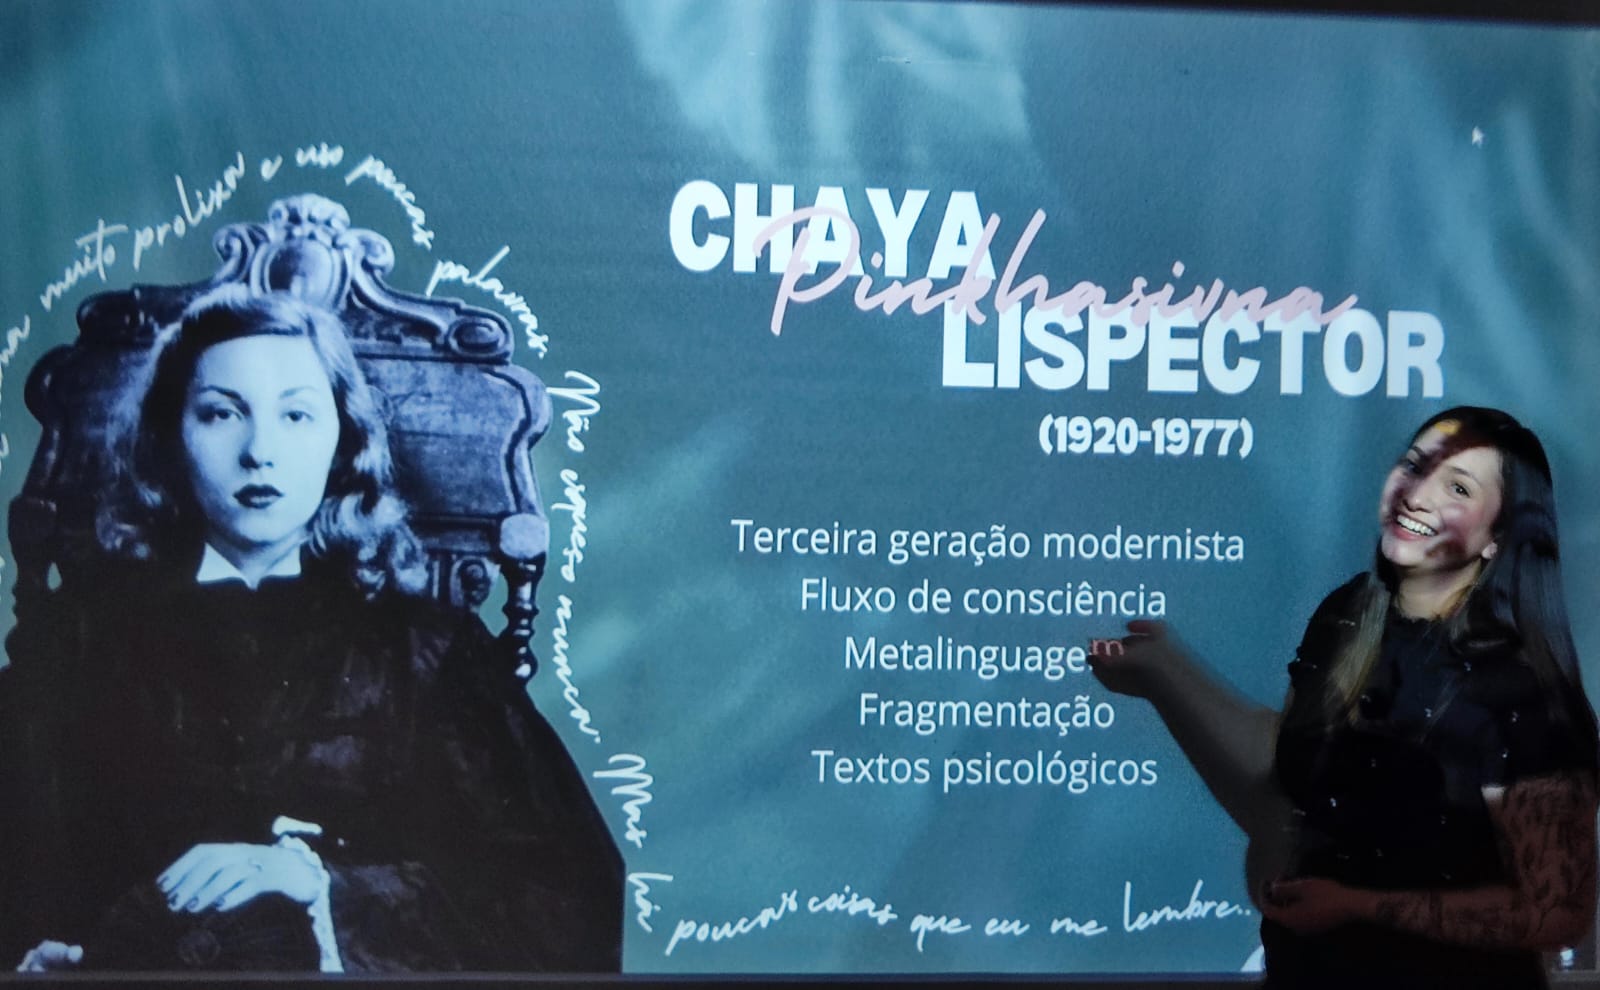 muito prolixa e uso poucas palavras.
Não esqueço nunca.
Mas há poucas coisas que eu me lembre..
CHAYA
Pinkhasivna
LISPECTOR
(1920-1977)
Terceira geração modernista
Fluxo de consciência
Metalinguagem
Fragmentação
Textos psicológicos